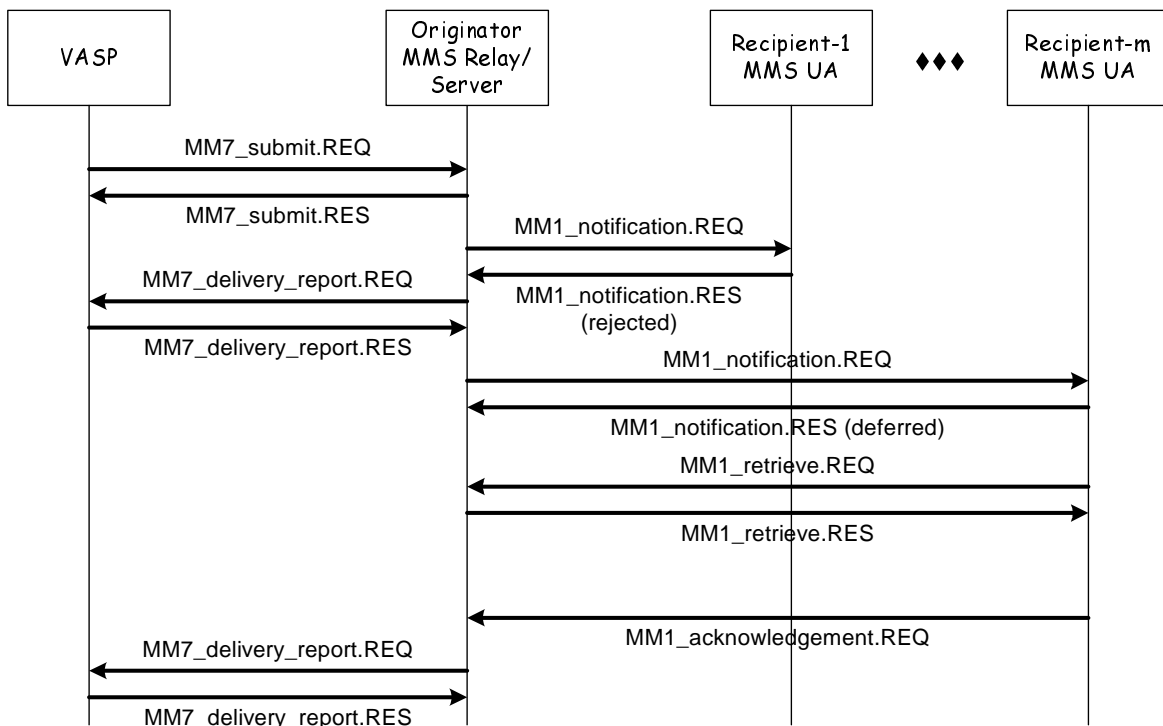 VASP
Originator
MMS Relay/
Server
Recipient-1
MMS UA
Recipient-m
MMS UA
MM7_submit.REQ
MM7_submit.RES
MM1_notification.REQ
MM7_delivery_report.REQ
MM1_notification.RES
(rejected)
MM7_delivery_report.RES
MM1_notification.REQ
MM1_notification.RES (deferred)
MM1_retrieve.REQ
MM1_retrieve.RES
MM1_acknowledgement.REQ
MM7_delivery_report.REQ
MM7_delivery_report.RES